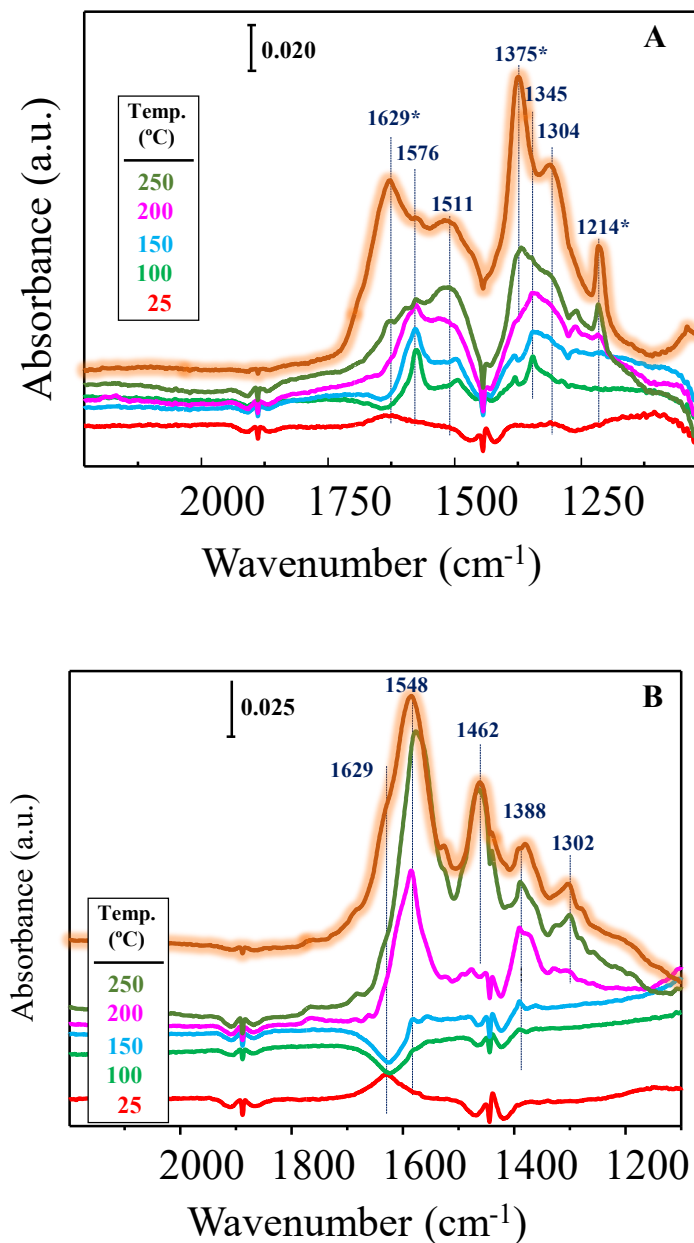 A
0.020
1375*
1345
1629*
1304
1576
1511
1214*
Temp.
(ºC)
250
200
150
100
25
Absorbance (a.u.)
2000 1750 1500 1250
Wavenumber (cm-1)
B
1548
0.025
1462
1629
1388
1302
Temp.
(ºC)
250
200
150
100
25
Absorbance (a.u.)
2000 1800 1600 1400 1200
Wavenumber (cm-1)